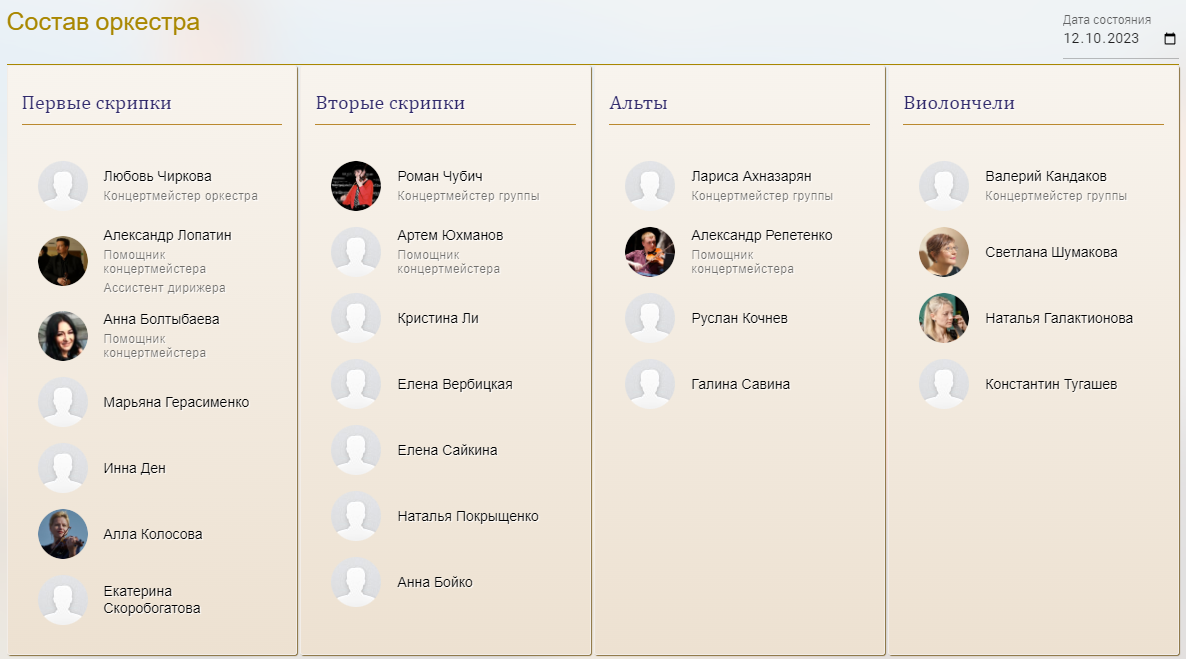 Состав оркестра
Дата состояния
12.10.2023
Первые скрипки
Любовь Чиркова
Концертмейстер оркестра
Александр Лопатин
Помощник
концертмейстера
Ассистент дирижера
Анна Болтыбаева
Помощник
концертмейстера
Марьяна Герасименко
Инна Ден
Алла Колосова
Екатерина
Скоробогатова
Вторые скрипки
Роман Чубич
Концертмейстер группы
Артем Юхманов
Помощник
концертмейстера
Кристина Ли
Елена Вербицкая
Елена Сайкина
Наталья Покрыщенко
Анна Бойко
Альты
Лариса Ахназарян
Концертмейстер группы
Александр Репетенко
Помощник
концертмейстера
Руслан Кочнев
Галина Савина
Виолончели
Валерий Кандаков
Концертмейстер группы
Светлана Шумакова
Наталья Галактионова
Константин Тугашев